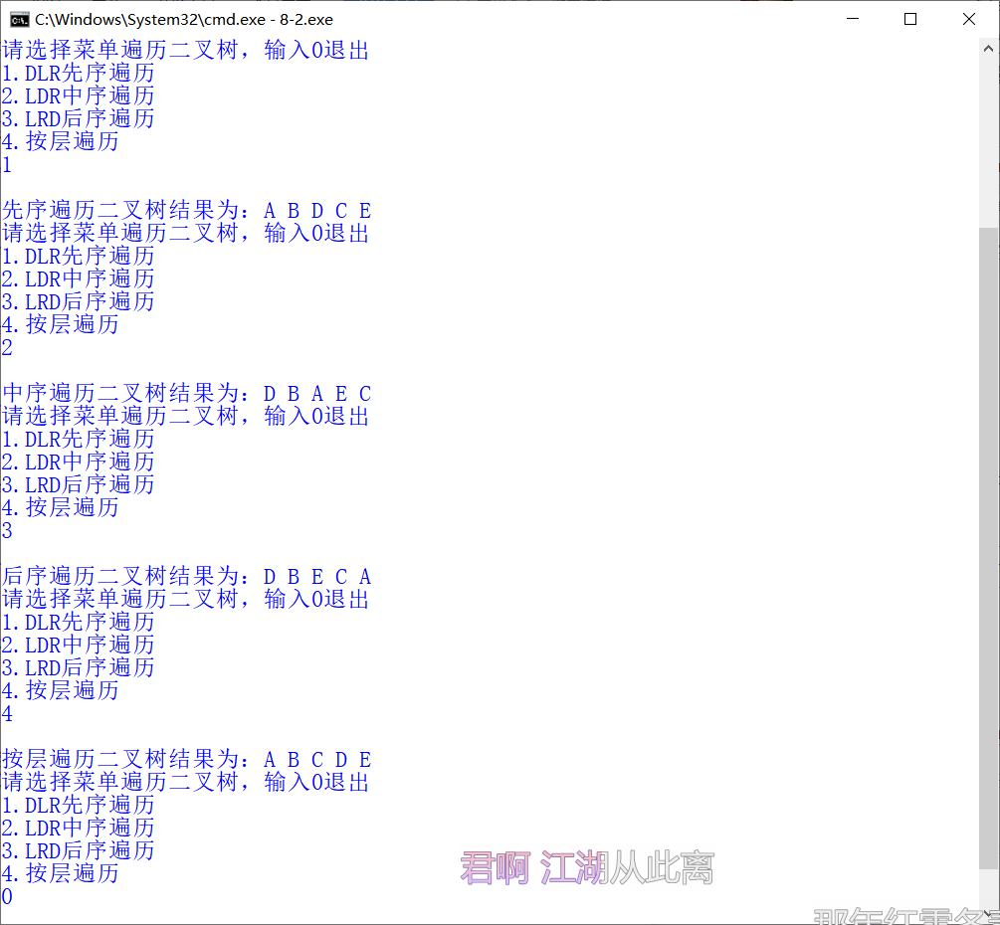 C:\Windows\System32\cmd.exe - 8-2.exe
请选择菜单遍历二叉树，输入0退出
1.DLR先序遍历
2.LDR中序遍历
3.LRD后序遍历
4.按层遍历
1
先序遍历二叉树结果为：A B D C E
请选择菜单遍历二叉树，输入0退出
1.DLR先序遍历
2.LDR中序遍历
3.LRD后序遍历
4.按层遍历
2
中序遍历二叉树结果为：D B A E C
请选择菜单遍历二叉树，输入0退出
1.DLR先序遍历
2.LDR中序遍历
3.LRD后序遍历
4.按层遍历
3
后序遍历二叉树结果为：D B E C A
请选择菜单遍历二叉树，输入0退出
1.DLR先序遍历
2.LDR中序遍历
3.LRD后序遍历
4.按层遍历
4
按层遍历二叉树结果为：A B C D E
请选择菜单遍历二叉树，输入0退出
1.DLR先序遍历
2.LDR中序遍历
3.LRD后序遍历
4.按层遍历
0
君啊 江湖从此离